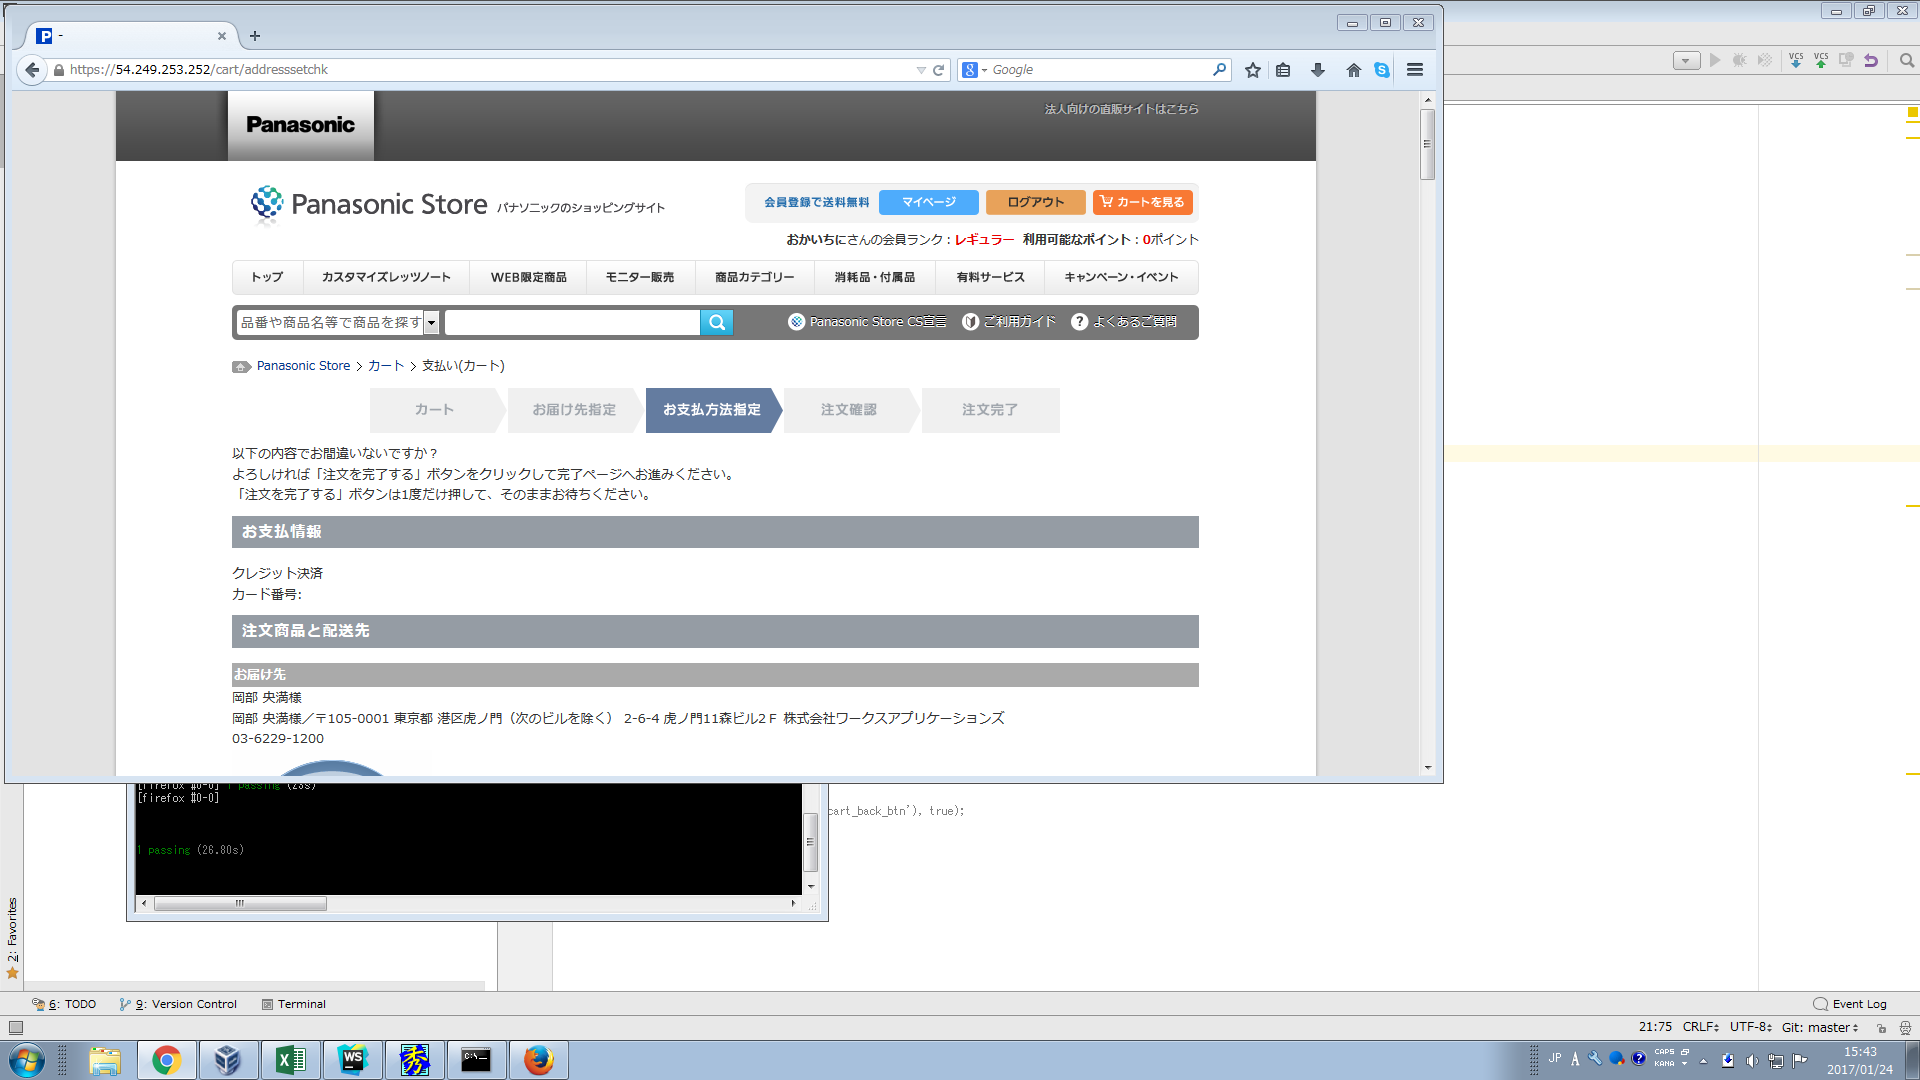 -
https://54.249.253.252/cart/addresssetchk
Google
Panasonic
法人向けの直販サイトはこちら
Panasonic Store パナソニックのショッピングサイト
会員登録で送料無料 マイページ ログアウト カートを見る
おかいちにさんの会員ランク：レギュラー 利用可能なポイント：0ポイント
トップ カスタマイズレッツノート WEB限定商品 モニター販売 商品カテゴリー 消耗品・付属品 有料サービス キャンペーン・イベント
品番や商品名等で商品を探す Panasonic Store CS宣言 ご利用ガイド よくあるご質問
Panasonic Store > カート > 支払い(カート)
カート お届け先指定 お支払方法指定 注文確認 注文完了
以下の内容でお間違いないですか？
よろしければ「注文を完了する」ボタンをクリックして完了ページへお進みください。
「注文を完了する」ボタンは1度だけ押して、そのままお待ちください。
お支払情報
クレジット決済
カード番号:
注文商品と配送先
お届け先
岡部 央満様
岡部 央満様／〒105-0001 東京都 港区虎ノ門（次のビルを除く） 2-6-4 虎ノ門11森ビル2Ｆ 株式会社ワークスアプリケーションズ
03-6229-1200
[firefox #0-0] 1 passing (23s)
[firefox #0-0]
1 passing (26.80s)
cart_back_btn'), true);
VCS VCS
2: Favorites
6: TODO 9: Version Control Terminal Event Log
21:75 CRLF UTF-8 Git: master
WS
秀
C:\
JP A CAPS KANA
15:43
2017/01/24